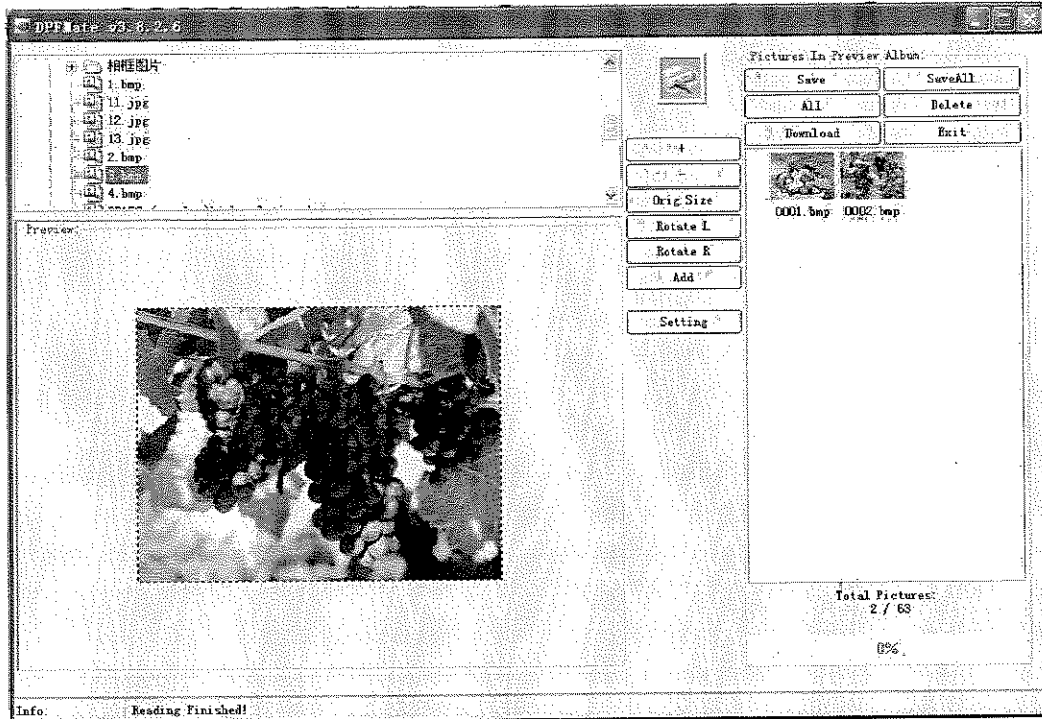 DPFMate v3.8.2.6
相框图片
1.bmp
11.jpg
12.jpg
13.jpg
2.bmp
4.bmp
Preview:
+
Orig Size
Rotate L
Rotate R
Add
Setting
Pictures In Preview Album:
Save
SaveAll
All
Delete
Download
Exit
0001.bmp
0002.bmp
Total Pictures:
2 / 63
0%
Info:
Reading Finished!